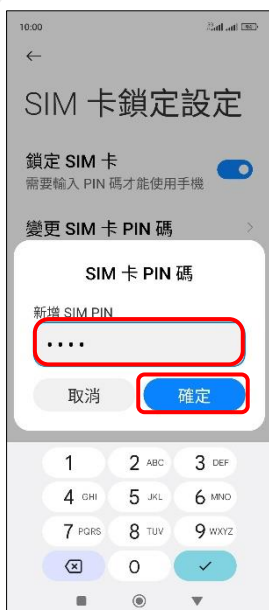 10:00
SIM 卡鎖定設定
鎖定 SIM 卡
需要輸入 PIN 碼才能使用手機
變更 SIM 卡 PIN 碼
SIM 卡 PIN 碼
新增 SIM PIN
••••
取消 確定
1 2 ABC 3 DEF
4 GHI 5 JKL 6 MNO
7 PQRS 8 TUV 9 WXYZ
0